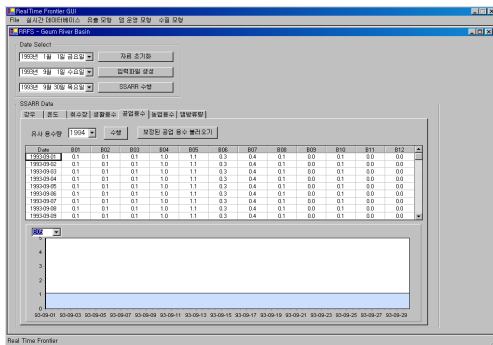 Real Time Frontier GUI
File 실시간 데이터베이스 유출 모형 댐 운영 모형 수질 모형
RRFS - Geum River Basin
Date Select
1993년 1월 1일 금요일 자료 초기화
1993년 9월 1일 수요일 입력파일 생성
1993년 9월 30일 목요일 SSARR 수행
SSARR Data
강우 온도 취수장 생활용수 공업용수 농업용수 댐방류량
유사 용수량 1994 수행 보정된 공업 용수 불러오기
Date B01 B02 B03 B04 B05 B06 B07 B08 B09 B10 B11 B12
1993-09-01 0.1 0.1 0.1 1.0 1.1 0.3 0.4 0.1 0.0 0.1 0.0 0.0
1993-09-02 0.1 0.1 0.1 1.0 1.1 0.3 0.4 0.1 0.0 0.1 0.0 0.0
1993-09-03 0.1 0.1 0.1 1.0 1.1 0.3 0.4 0.1 0.0 0.1 0.0 0.0
1993-09-04 0.1 0.1 0.1 1.0 1.1 0.3 0.4 0.1 0.0 0.1 0.0 0.0
1993-09-05 0.1 0.1 0.1 1.0 1.1 0.3 0.4 0.1 0.0 0.1 0.0 0.0
1993-09-06 0.1 0.1 0.1 1.0 1.1 0.3 0.4 0.1 0.0 0.1 0.0 0.0
1993-09-07 0.1 0.1 0.1 1.0 1.1 0.3 0.4 0.1 0.0 0.1 0.0 0.0
1993-09-08 0.1 0.1 0.1 1.0 1.1 0.3 0.4 0.1 0.0 0.1 0.0 0.0
1993-09-09 0.1 0.1 0.1 1.0 1.1 0.3 0.4 0.1 0.0 0.1 0.0 0.0
B05
5
4
3
2
1
0
93-09-01 93-09-03 93-09-05 93-09-07 93-09-09 93-09-11 93-09-13 93-09-15 93-09-17 93-09-19 93-09-21 93-09-23 93-09-25 93-09-27 93-09-29
Real Time Frontier